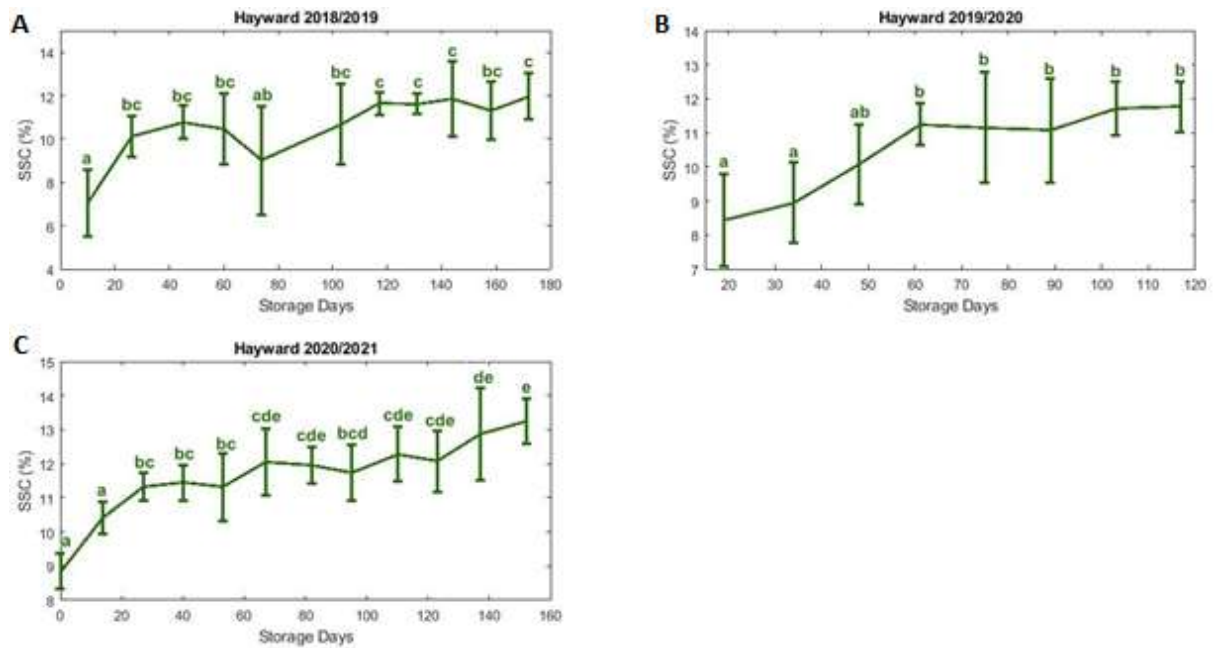 A
Hayward 2018/2019
SSC (%)
14
12
10
8
6
4
a
bc
bc
bc
ab
bc
c
c
c
bc
c
0 20 40 60 80 100 120 140 160 180
Storage Days
B
Hayward 2019/2020
SSC (%)
14
13
12
11
10
9
8
7
a
a
ab
b
b
b
b
b
20 30 40 50 60 70 80 90 100 110 120
Storage Days
C
Hayward 2020/2021
SSC (%)
15
14
13
12
11
10
9
8
a
a
bc
bc
bc
cde
cde
bcd
cde
cde
de
e
0 20 40 60 80 100 120 140 160
Storage Days